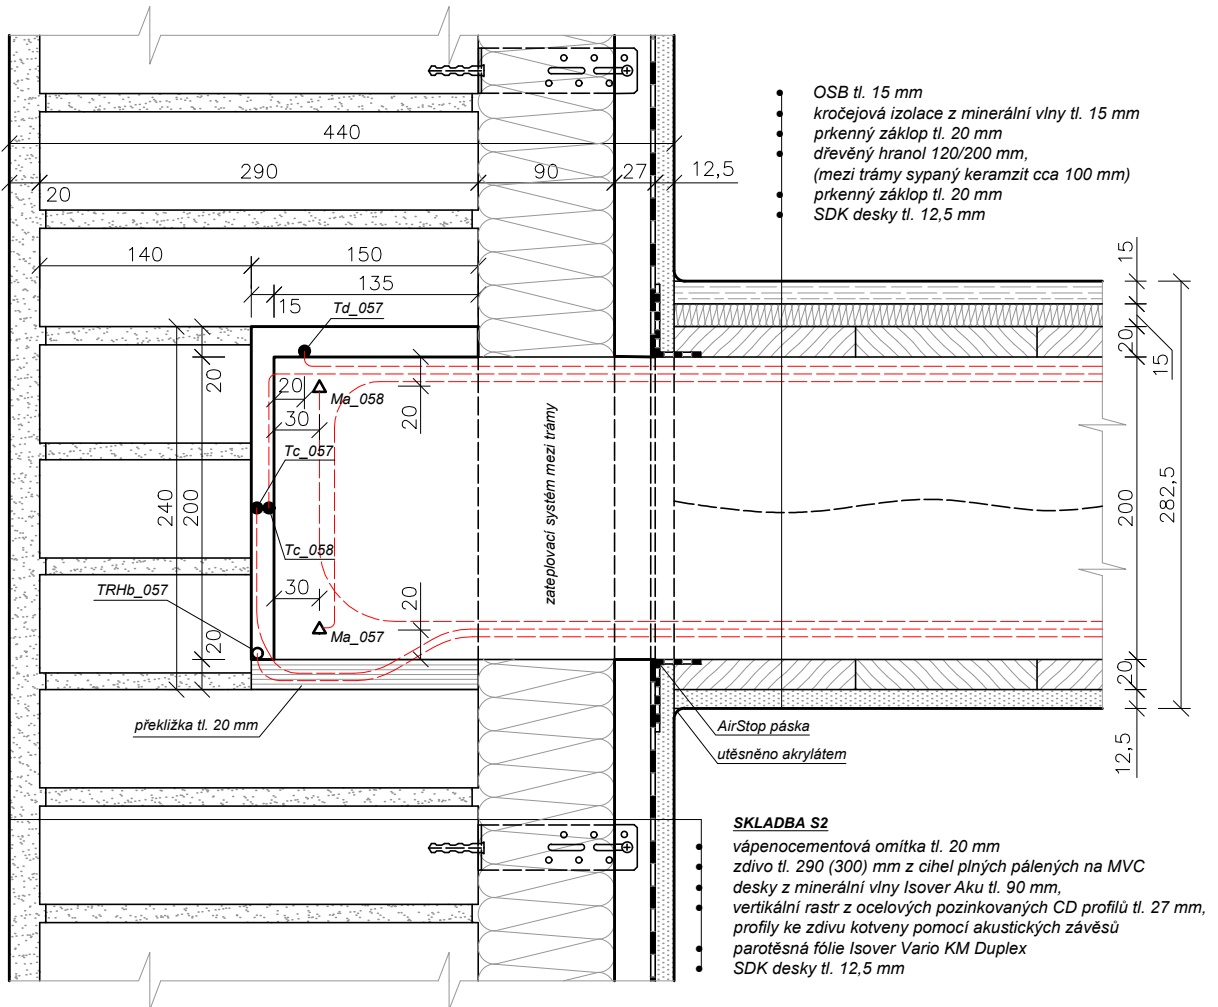 OSB tl. 15 mm
kročejová izolace z minerální vlny tl. 15 mm
prkenný záklop tl. 20 mm
dřevěný hranol 120/200 mm,
(mezi trámy sypaný keramzit cca 100 mm)
prkenný záklop tl. 20 mm
SDK desky tl. 12,5 mm
440
290
90
27
12,5
20
140
150
135
15
Td_057
20
20
Ma_058
30
20
Tc_057
240
200
Tc_058
30
TRHb_057
20
20
Ma_057
zateplovací systém mezi trámy
15
20
15
200
282,5
20
12,5
překližka tl. 20 mm
AirStop páska
utěsněno akrylátem
SKLADBA S2
vápenocementová omítka tl. 20 mm
zdivo tl. 290 (300) mm z cihel plných pálených na MVC
desky z minerální vlny Isover Aku tl. 90 mm,
vertikální rastr z ocelových pozinkovaných CD profilů tl. 27 mm,
profily ke zdivu kotveny pomocí akustických závěsů
parotěsná fólie Isover Vario KM Duplex
SDK desky tl. 12,5 mm